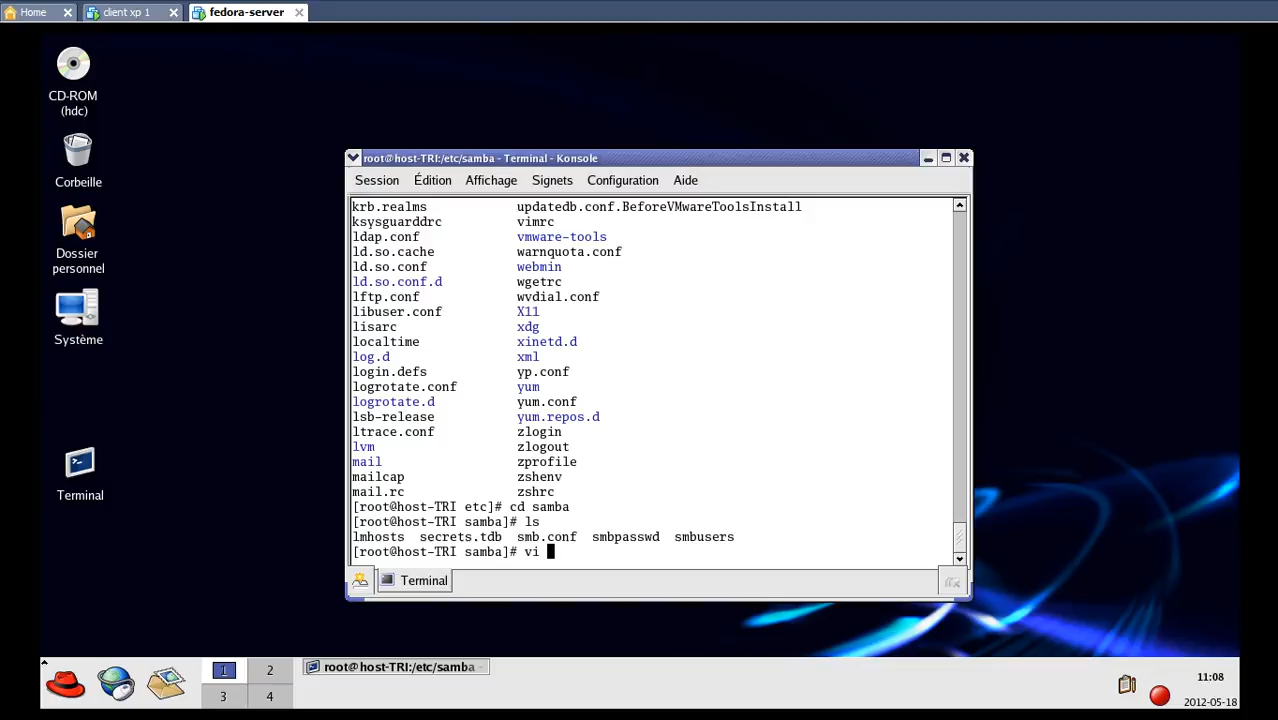 Home
client xp 1
fedora-server
CD-ROM
(hdc)
Corbeille
Dossier
personnel
Système
Terminal
root@host-TRI:/etc/samba - Terminal - Konsole
Session Édition Affichage Signets Configuration Aide
krb.realms updatedb.conf.BeforeVMwareToolsInstall
ksysguarddrc vimrc
ldap.conf vmware-tools
ld.so.cache warnquota.conf
ld.so.conf webmin
ld.so.conf.d wgetrc
lftp.conf wvdial.conf
libuser.conf X11
lisarc xdg
localtime xinetd.d
log.d xml
login.defs yp.conf
logrotate.conf yum
logrotate.d yum.conf
lsb-release yum.repos.d
ltrace.conf zlogin
lvm zlogout
mail zprofile
mailcap zshenv
mail.rc zshrc
[root@host-TRI etc]# cd samba
[root@host-TRI samba]# ls
lmhosts secrets.tdb smb.conf smbpasswd smbusers
[root@host-TRI samba]# vi
Terminal
1 2
3 4
root@host-TRI:/etc/samba -
11:08
2012-05-18